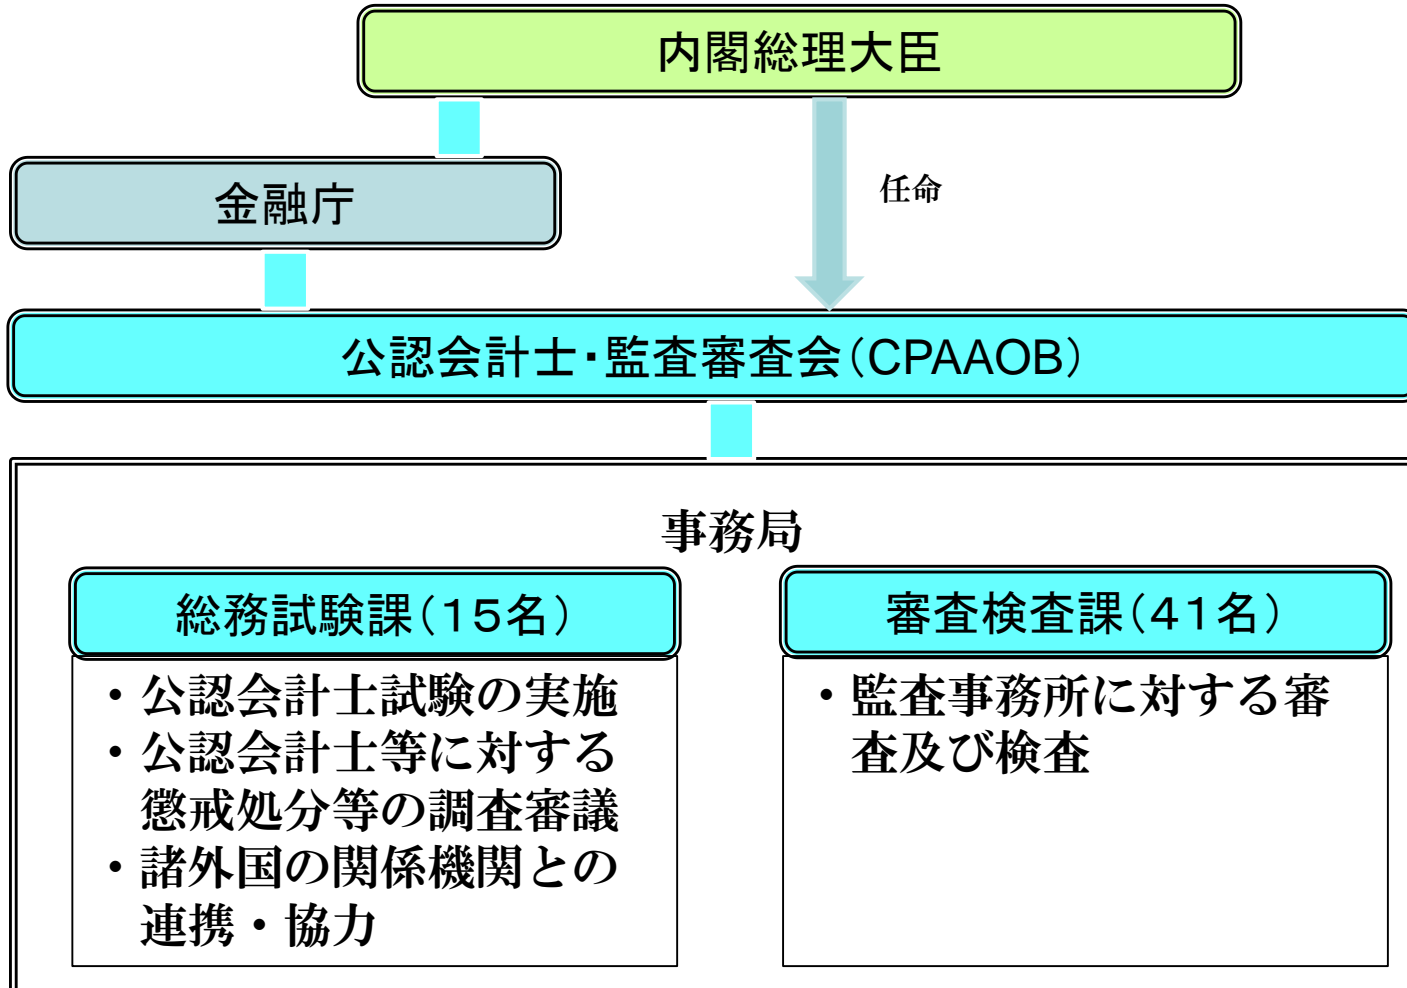 内閣総理大臣
金融庁
任命
公認会計士・監査審査会（CPAAOB）
事務局
総務試験課（１５名）
・公認会計士試験の実施
・公認会計士等に対する
懲戒処分等の調査審議
・諸外国の関係機関との
連携・協力
審査検査課（４１名）
・監査事務所に対する審
査及び検査